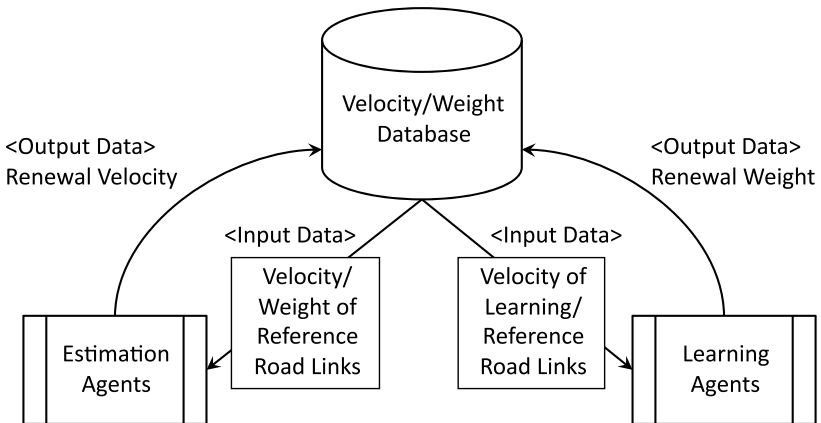 Velocity/Weight
Database
<Output Data>
Renewal Velocity
<Output Data>
Renewal Weight
<Input Data>
<Input Data>
Velocity/
Weight of
Reference
Road Links
Velocity of
Learning/
Reference
Road Links
Estimation
Agents
Learning
Agents